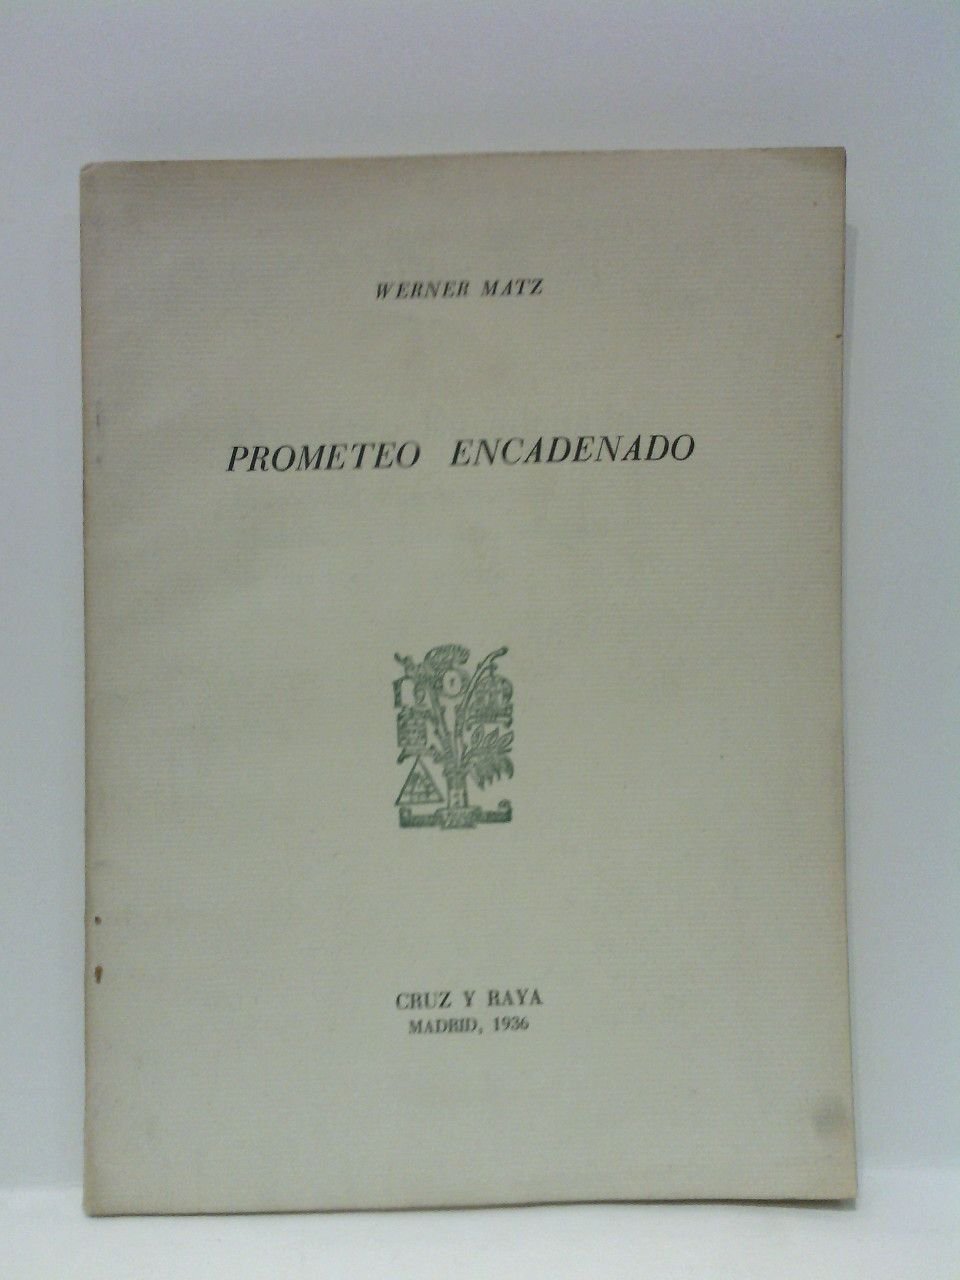 WERNER MATZ
PROMETEO ENCADENADO
CRUZ Y RAYA
MADRID, 1936